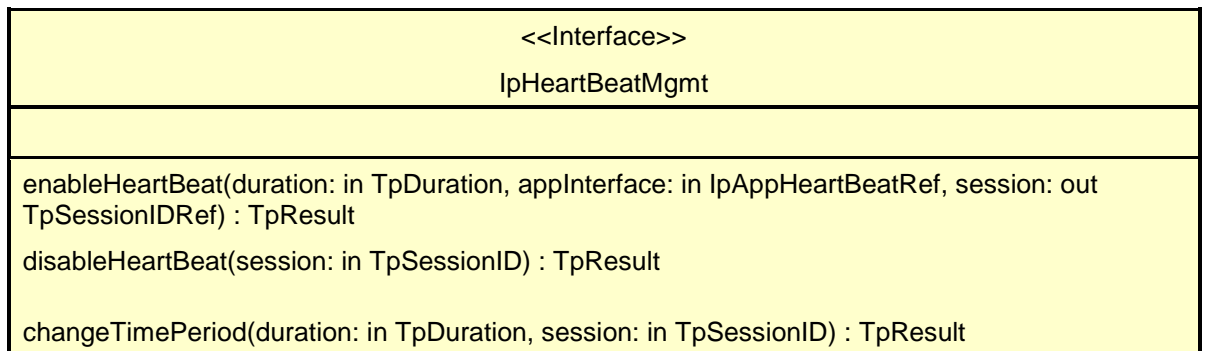 <<Interface>>
IpHeartBeatMgmt
enableHeartBeat(duration: in TpDuration, appInterface: in IpAppHeartBeatRef, session: out
TpSessionIDRef) : TpResult
disableHeartBeat(session: in TpSessionID) : TpResult
changeTimePeriod(duration: in TpDuration, session: in TpSessionID) : TpResult